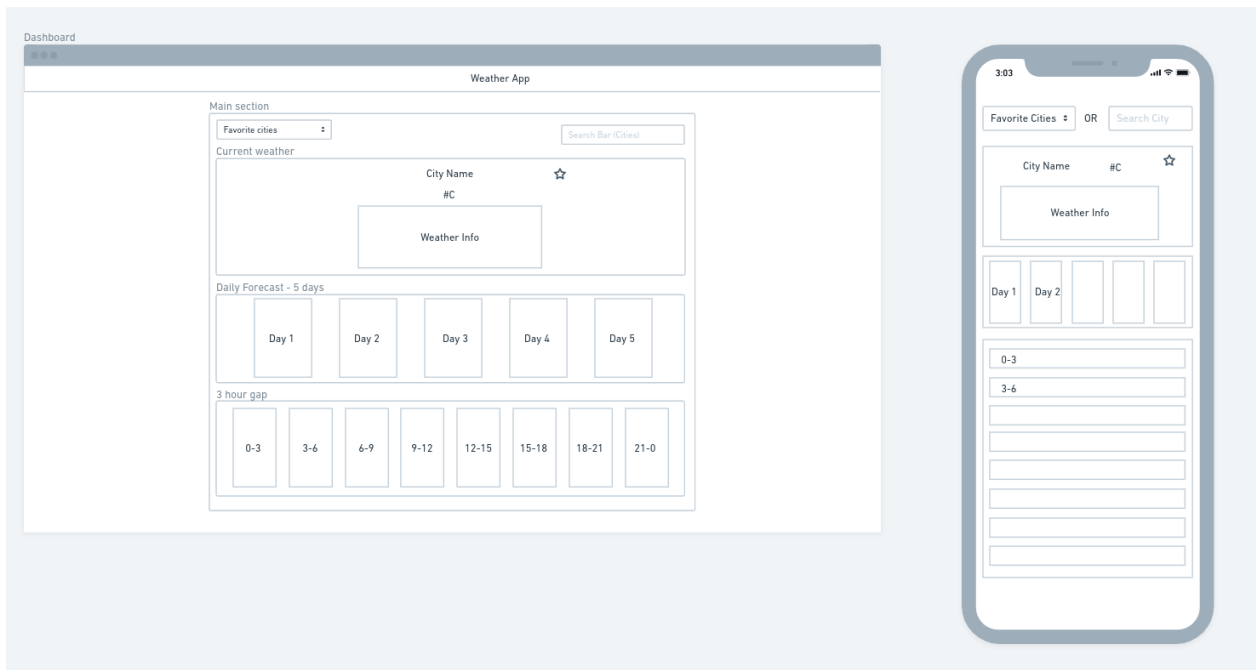 Dashboard
Weather App
Main section
Favorite cities
Search Bar (Cities)
Current weather
City Name
#C
Weather Info
Daily Forecast - 5 days
Day 1 Day 2 Day 3 Day 4 Day 5
3 hour gap
0-3 3-6 6-9 9-12 12-15 15-18 18-21 21-0
3:03
Favorite Cities OR Search City
City Name #C
Weather Info
Day 1 Day 2
0-3
3-6